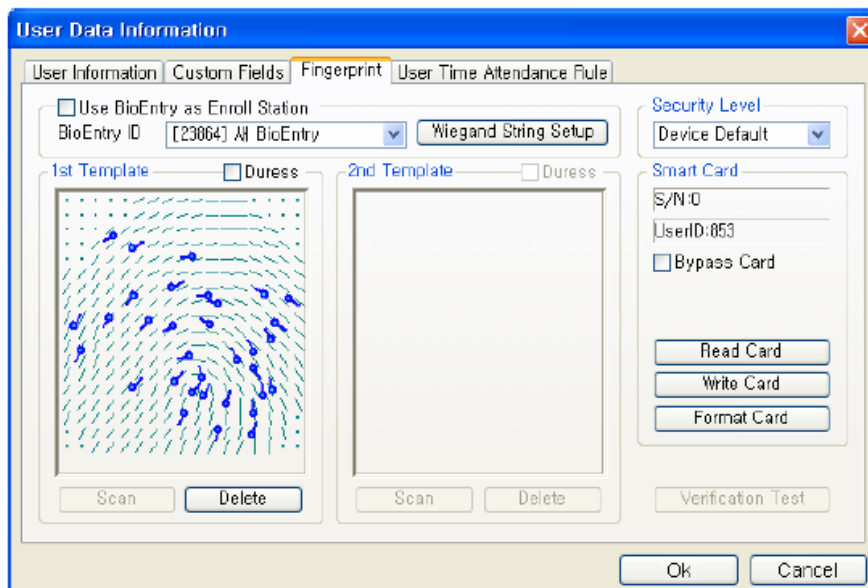 User Data Information
User Information Custom Fields Fingerprint User Time Attendance Rule
Use BioEntry as Enroll Station
BioEntry ID [23864] 새 BioEntry Wiegand String Setup
Security Level
Device Default
1st Template Duress
2nd Template Duress
Smart Card
S/N:0
UserID:853
Bypass Card
Read Card
Write Card
Format Card
Scan Delete
Scan Delete
Verification Test
Ok Cancel